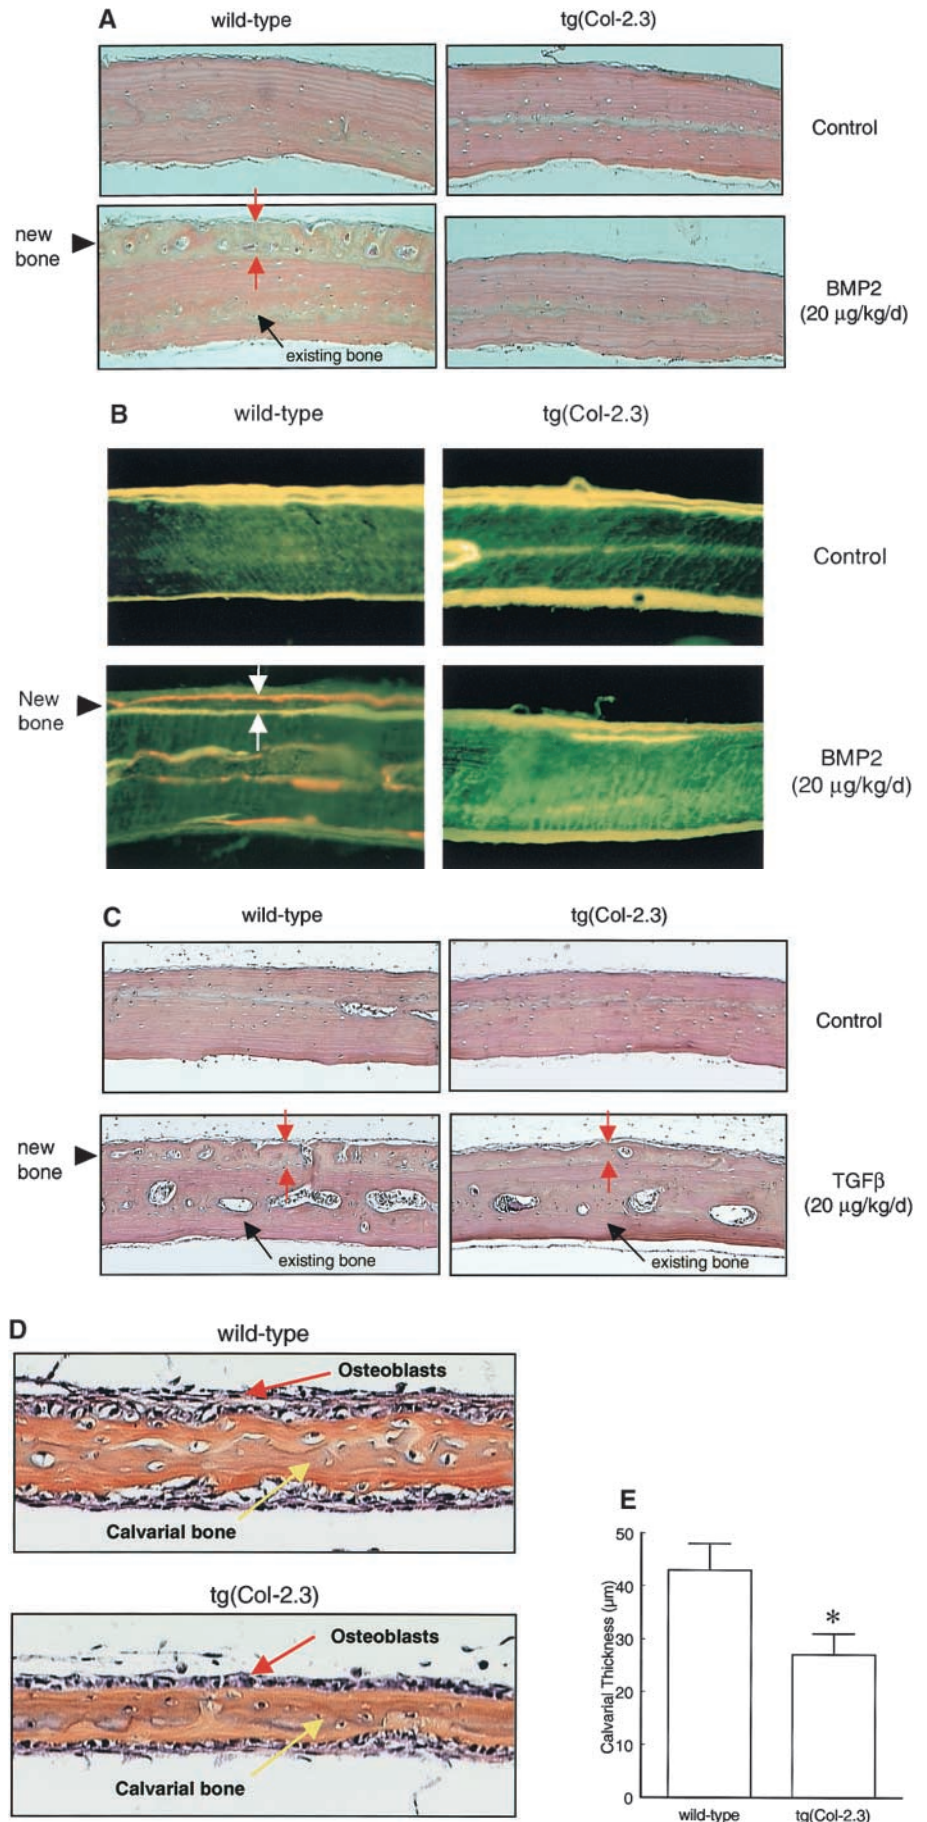 A
wild-type
tg(Col-2.3)
Control
new
bone
existing bone
BMP2
(20 μg/kg/d)
B
wild-type
tg(Col-2.3)
Control
New
bone
BMP2
(20 μg/kg/d)
C
wild-type
tg(Col-2.3)
Control
new
bone
existing bone
existing bone
TGFβ
(20 μg/kg/d)
D
wild-type
Osteoblasts
Calvarial bone
tg(Col-2.3)
Osteoblasts
Calvarial bone
E
Calvarial Thickness (μm)
50
40
30
20
10
0
*
wild-type
tg(Col-2.3)